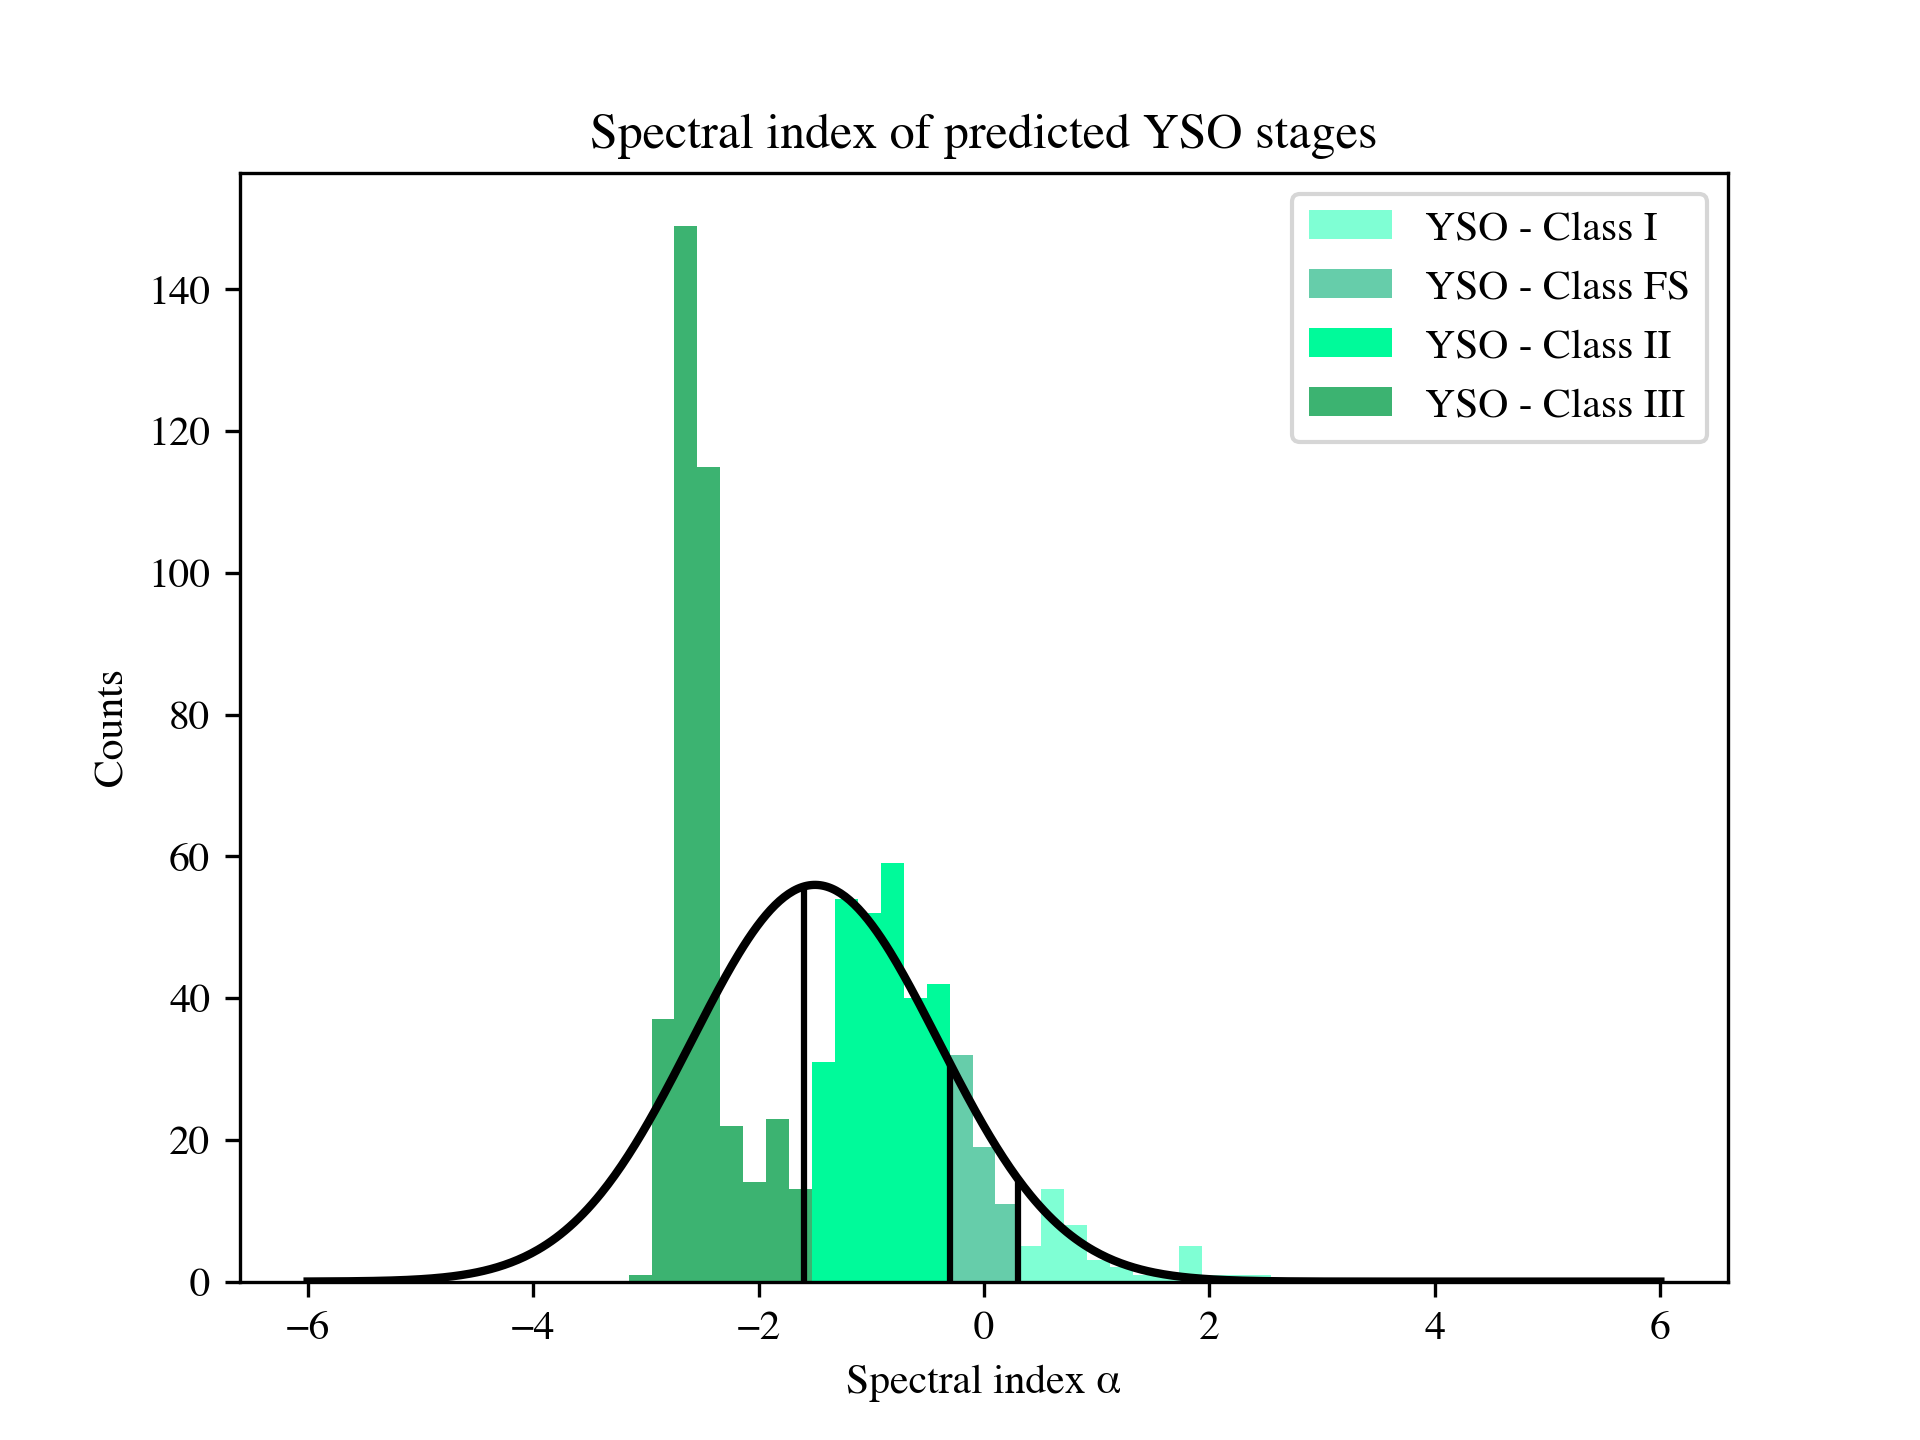 Spectral index of predicted YSO stages
YSO - Class I
YSO - Class FS
YSO - Class II
YSO - Class III
Counts
140
120
100
80
60
40
20
0
−6 −4 −2 0 2 4 6
Spectral index α